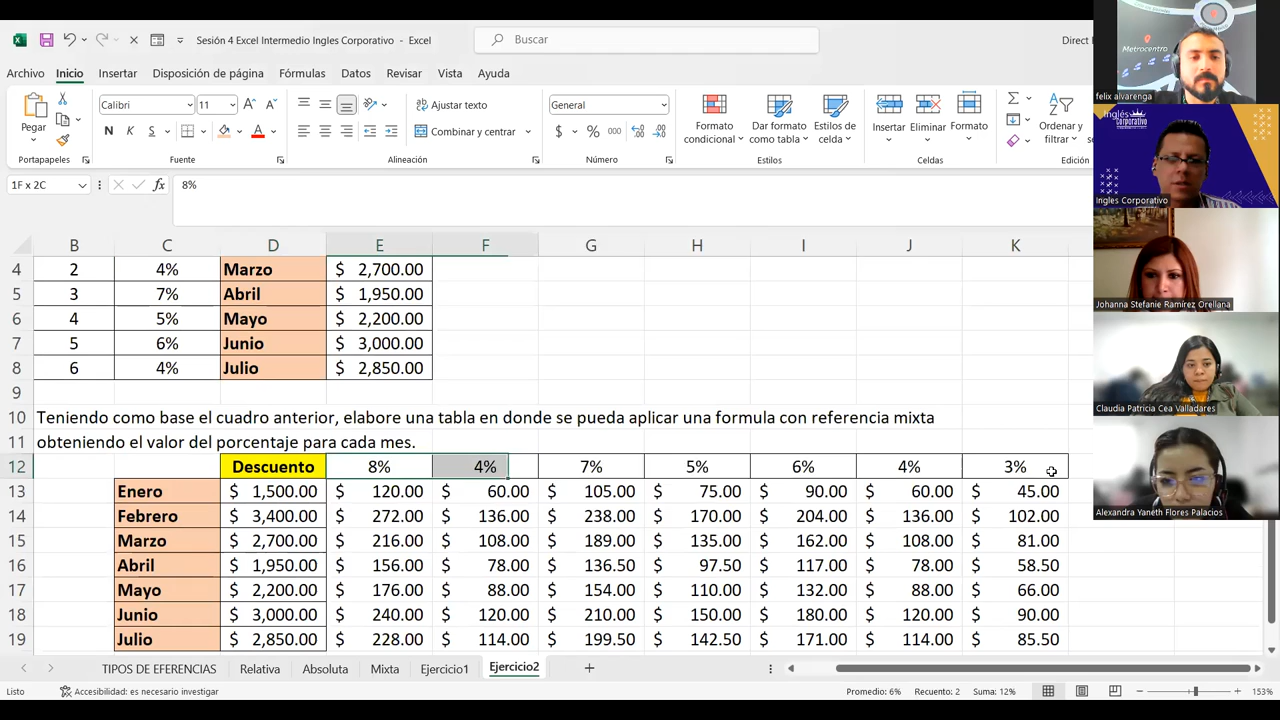 Sesión 4 Excel Intermedio Ingles Corporativo - Excel
Buscar
Direct I
Archivo Inicio Insertar Disposición de página Fórmulas Datos Revisar Vista Ayuda
Pegar
Calibri 11
N K S
Ajustar texto
Combinar y centrar
General
$ % 000
Formato condicional
Dar formato como tabla
Estilos de celda
Insertar Eliminar Formato
Ordenar y filtrar
Portapapeles Fuente Alineación Número Estilos Celdas Edición
1F x 2C fx 8%
B C D E F G H I J K
4 2 4% Marzo $ 2,700.00
5 3 7% Abril $ 1,950.00
6 4 5% Mayo $ 2,200.00
7 5 6% Junio $ 3,000.00
8 6 4% Julio $ 2,850.00
9
10 Teniendo como base el cuadro anterior, elabore una tabla en donde se pueda aplicar una formula con referencia mixta
11 obteniendo el valor del porcentaje para cada mes.
12 Descuento 8% 4% 7% 5% 6% 4% 3%
13 Enero $ 1,500.00 $ 120.00 $ 60.00 $ 105.00 $ 75.00 $ 90.00 $ 60.00 $ 45.00
14 Febrero $ 3,400.00 $ 272.00 $ 136.00 $ 238.00 $ 170.00 $ 204.00 $ 136.00 $ 102.00
15 Marzo $ 2,700.00 $ 216.00 $ 108.00 $ 189.00 $ 135.00 $ 162.00 $ 108.00 $ 81.00
16 Abril $ 1,950.00 $ 156.00 $ 78.00 $ 136.50 $ 97.50 $ 117.00 $ 78.00 $ 58.50
17 Mayo $ 2,200.00 $ 176.00 $ 88.00 $ 154.00 $ 110.00 $ 132.00 $ 88.00 $ 66.00
18 Junio $ 3,000.00 $ 240.00 $ 120.00 $ 210.00 $ 150.00 $ 180.00 $ 120.00 $ 90.00
19 Julio $ 2,850.00 $ 228.00 $ 114.00 $ 199.50 $ 142.50 $ 171.00 $ 114.00 $ 85.50
TIPOS DE EFERENCIAS Relativa Absoluta Mixta Ejercicio1 Ejercicio2
Listo Accesibilidad: es necesario investigar Promedio: 6% Recuento: 2 Suma: 12% 153%
Metrocentro
felix alvarenga
Inglés Corporativo
Ingles Corporativo
Johanna Stefanie Ramírez Orellana
Claudia Patricia Cea Valladares
Alexandra Yaneth Flores Palacios